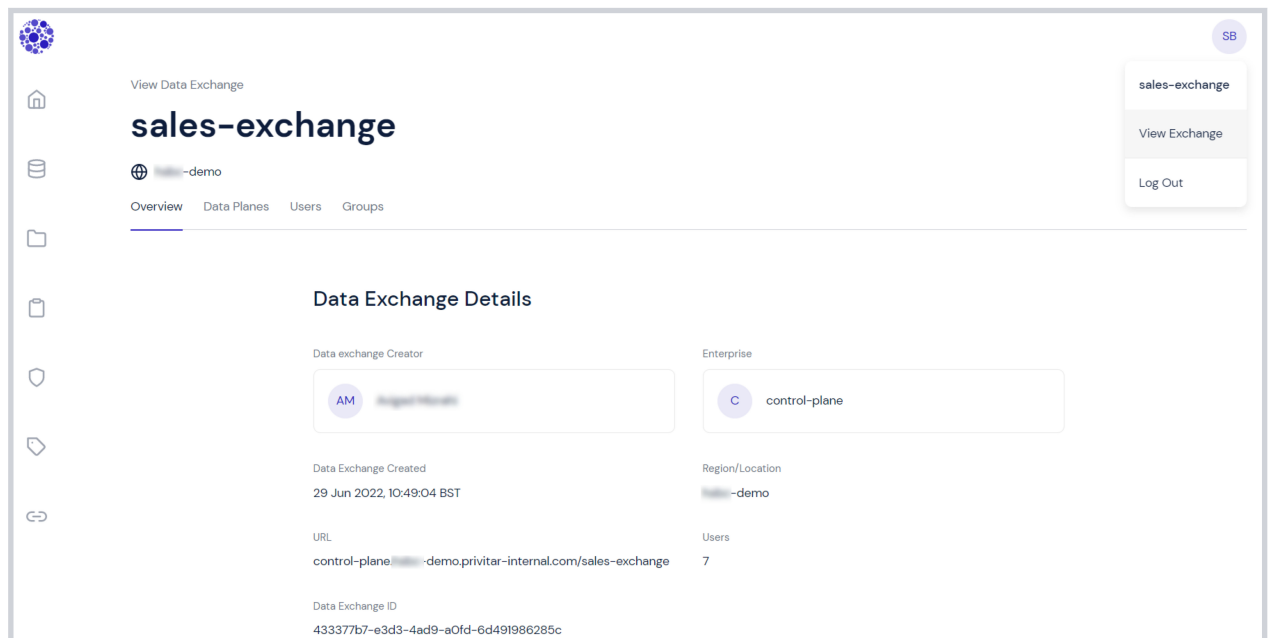 SB
sales-exchange
View Exchange
Log Out
View Data Exchange
sales-exchange
-demo
Overview Data Planes Users Groups
Data Exchange Details
Data exchange Creator
AM
Enterprise
C control-plane
Data Exchange Created
29 Jun 2022, 10:49:04 BST
Region/Location
-demo
URL
control-plane. -demo.privitar-internal.com/sales-exchange
Users
7
Data Exchange ID
433377b7-e3d3-4ad9-a0fd-6d491986285c